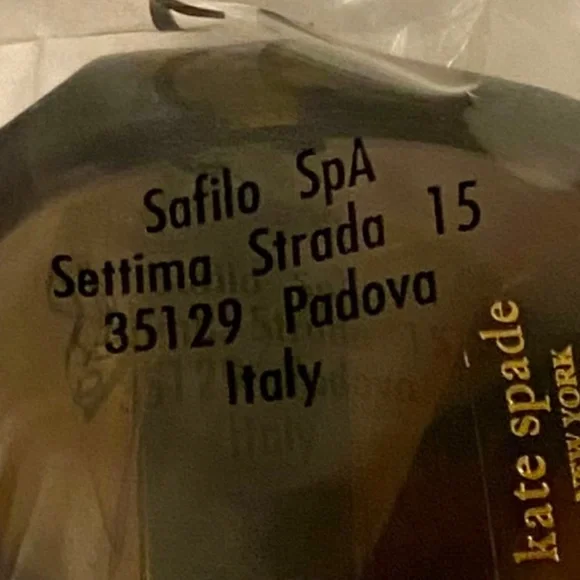 Safilo SpA
Settima Strada 15
35129 Padova
Italy
kate spade
NEW YORK